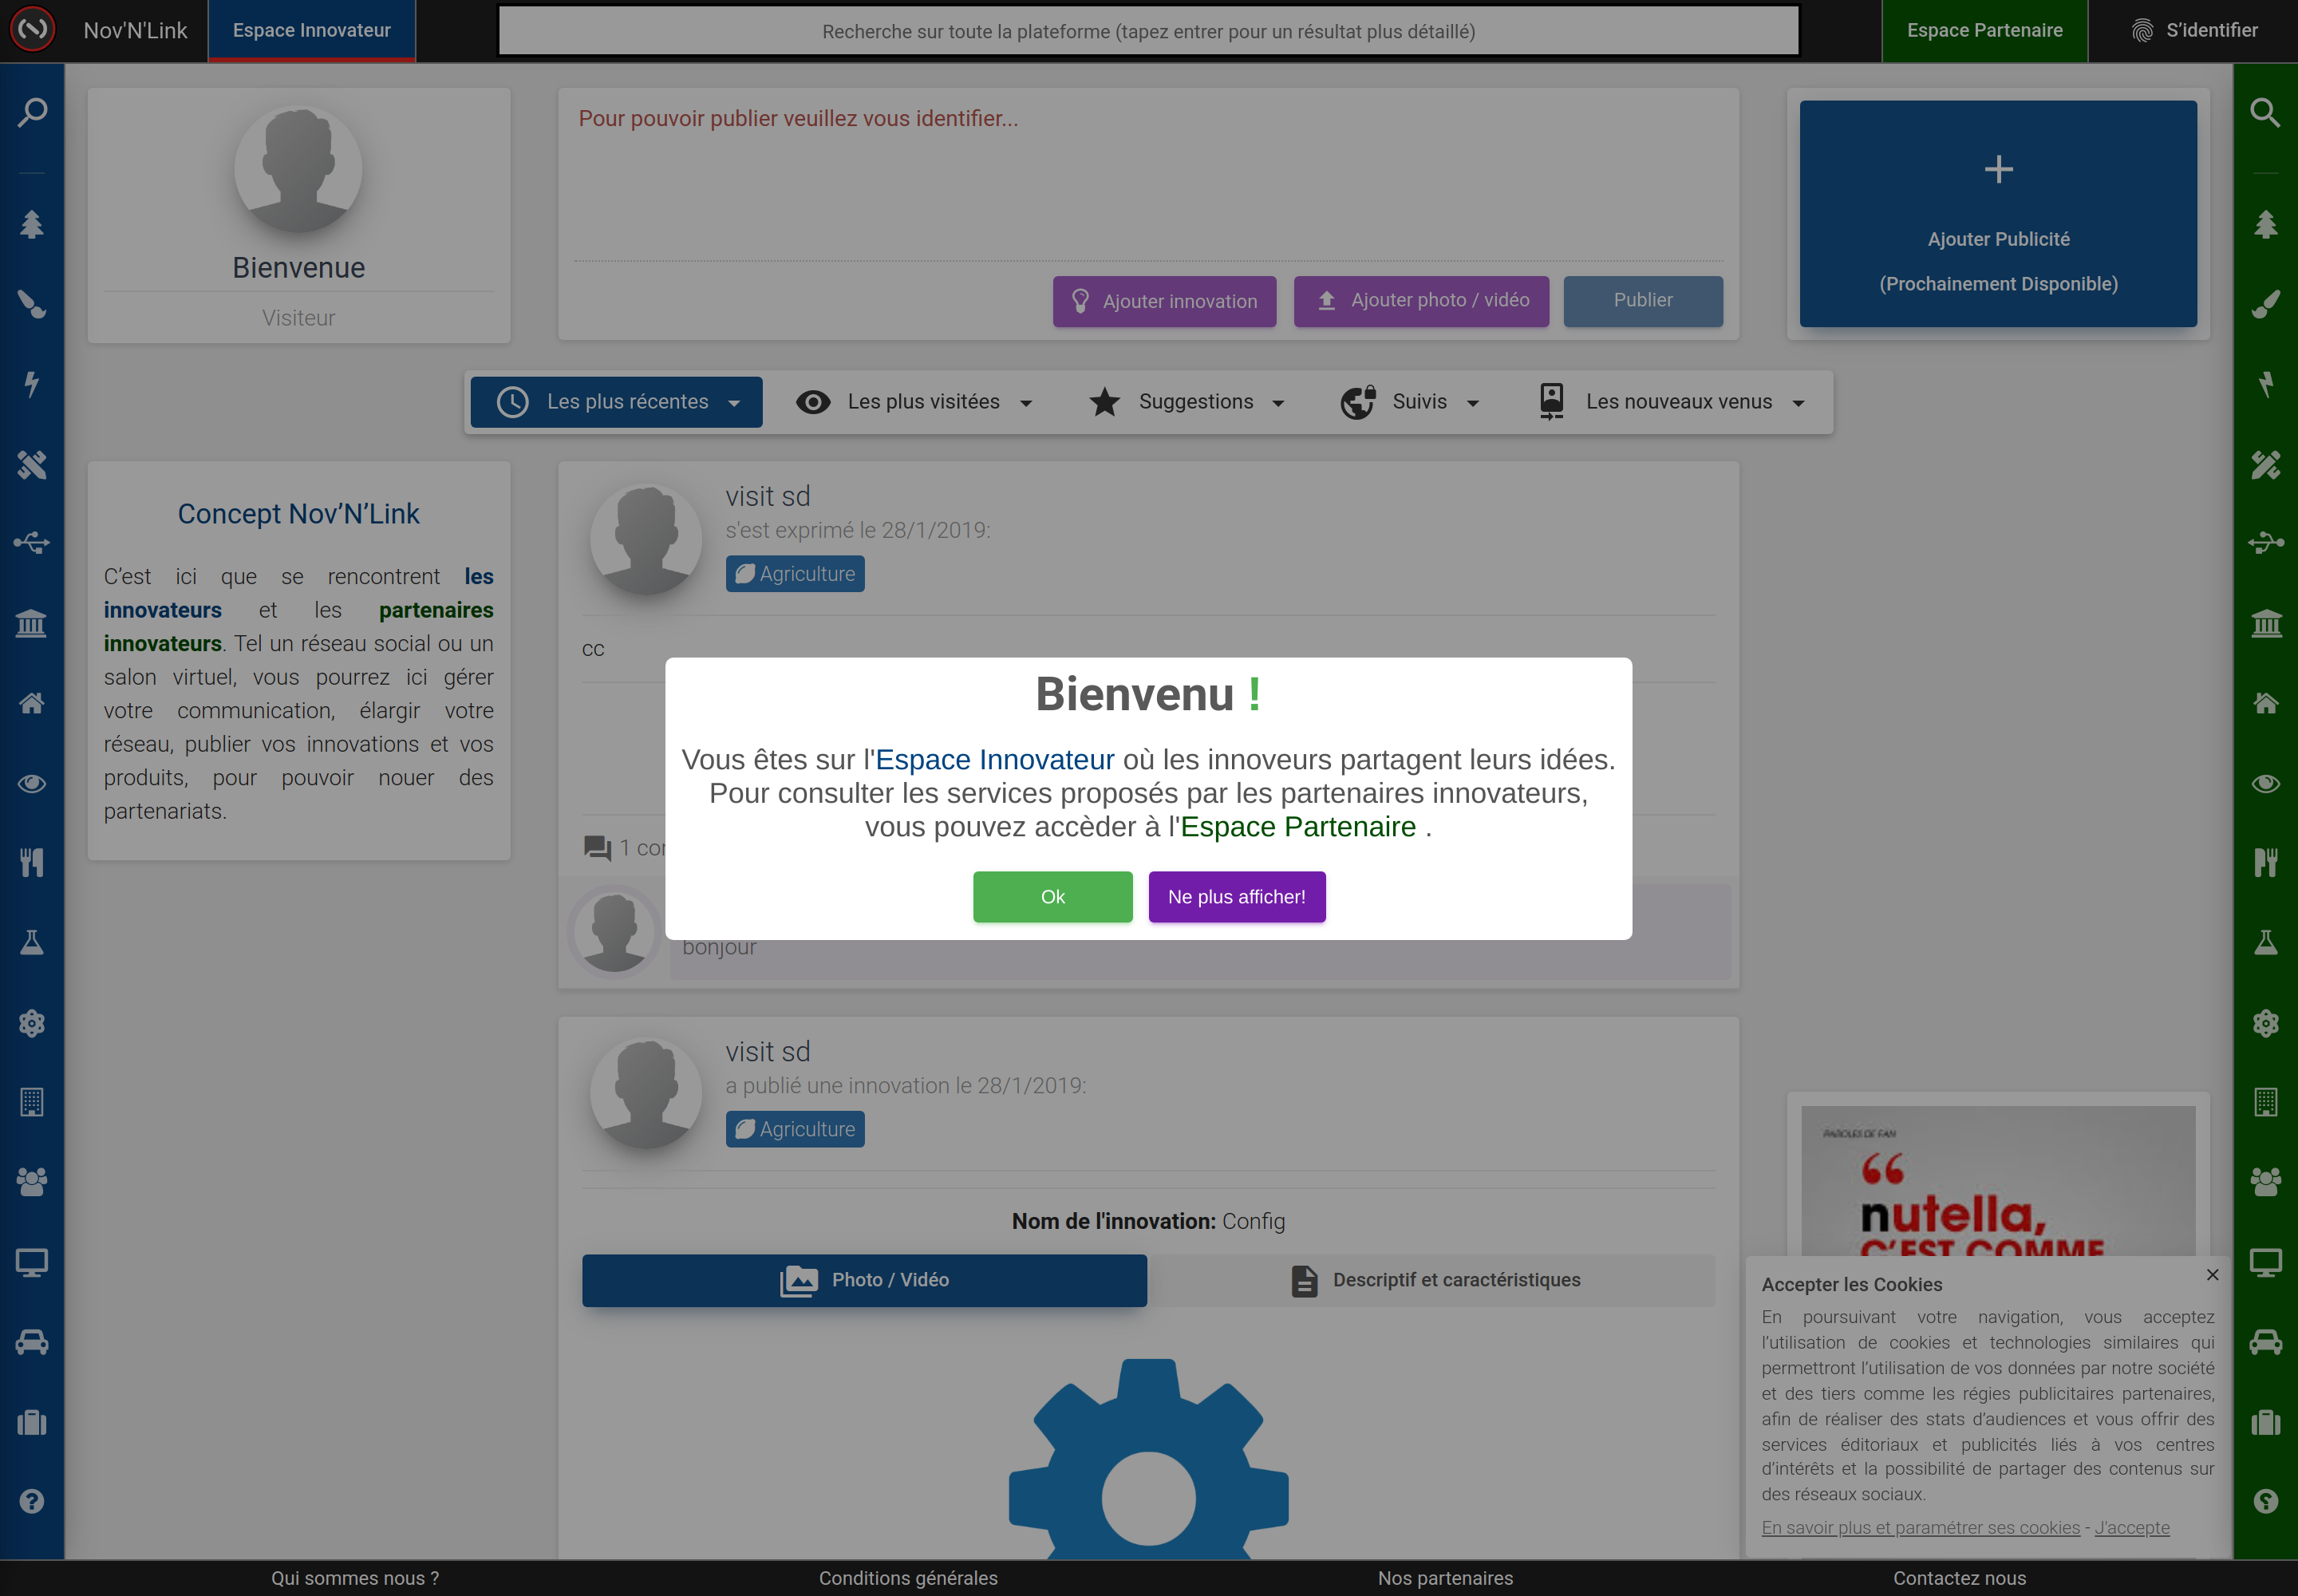 Nov'N'Link
Espace Innovateur
Recherche sur toute la plateforme (tapez entrer pour un résultat plus détaillé)
Espace Partenaire
S’identifier
Bienvenue
Visiteur
Pour pouvoir publier veuillez vous identifier...
Ajouter innovation
Ajouter photo / vidéo
Publier
Ajouter Publicité
(Prochainement Disponible)
Les plus récentes
Les plus visitées
Suggestions
Suivis
Les nouveaux venus
Concept Nov’N’Link
C’est ici que se rencontrent les
innovateurs et les partenaires
innovateurs. Tel un réseau social ou un
salon virtuel, vous pourrez ici gérer
votre communication, élargir votre
réseau, publier vos innovations et vos
produits, pour pouvoir nouer des
partenariats.
visit sd
s'est exprimé le 28/1/2019:
Agriculture
cc
Bienvenu !
Vous êtes sur l'Espace Innovateur où les innoveurs partagent leurs idées.
Pour consulter les services proposés par les partenaires innovateurs,
vous pouvez accèder à l'Espace Partenaire .
Ok
Ne plus afficher!
1
bonjour
visit sd
a publié une innovation le 28/1/2019:
Agriculture
Nom de l'innovation: Config
Photo / Vidéo
Descriptif et caractéristiques
PAROLES DE FAN
“
nutella,
C'EST COMME
Accepter les Cookies
En poursuivant votre navigation, vous acceptez
l’utilisation de cookies et technologies similaires qui
permettront l’utilisation de vos données par notre société
et des tiers comme les régies publicitaires partenaires,
afin de réaliser des stats d’audiences et vous offrir des
services éditoriaux et publicités liés à vos centres
d’intérêts et la possibilité de partager des contenus sur
des réseaux sociaux.
En savoir plus et paramétrer ses cookies - J'accepte
Qui sommes nous ?
Conditions générales
Nos partenaires
Contactez nous